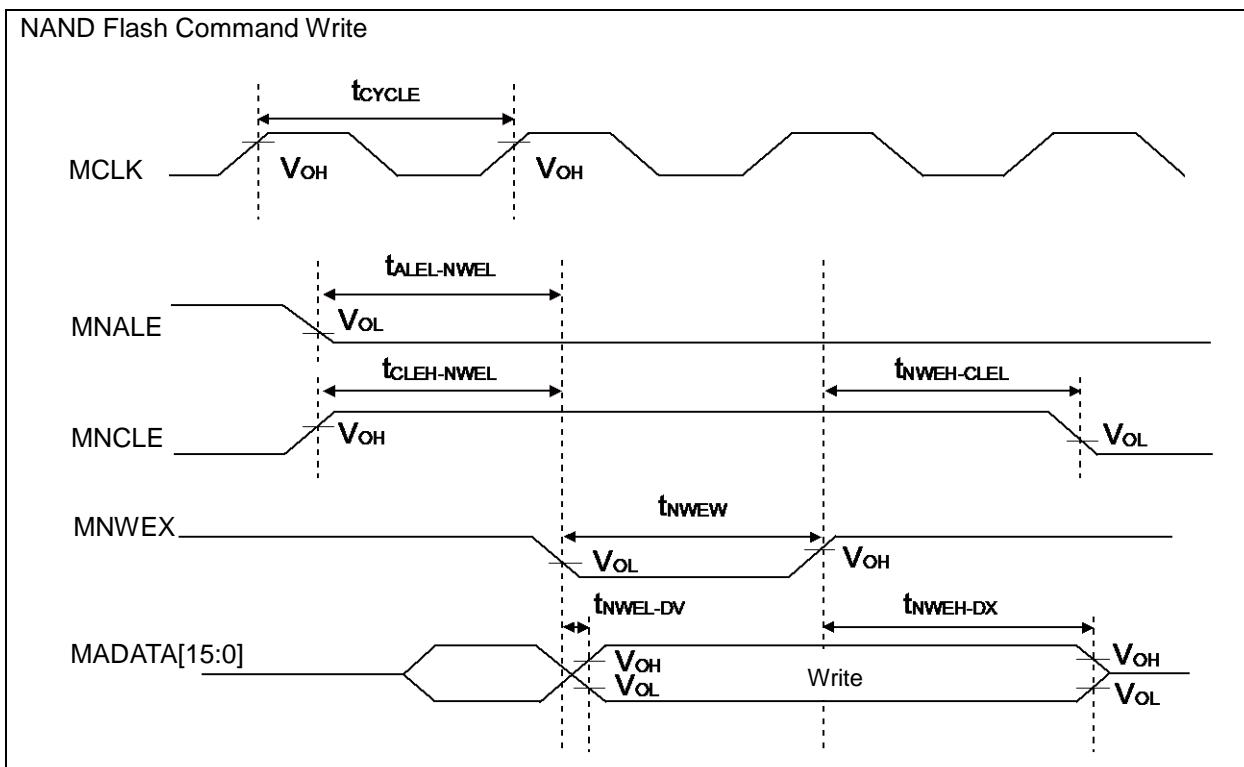 NAND Flash Command Write
tCYCLE
MCLK
VOH VOH
tALEL-NWEL
MNALE
VOL
tCLEH-NWEL tNWEH-CLEL
MNCLE
VOH VOL
MNWEX
tNWEW
VOL VOH
tNWEL-DV tNWEH-DX
MADATA[15:0]
VOH Write VOH
VOL VOL